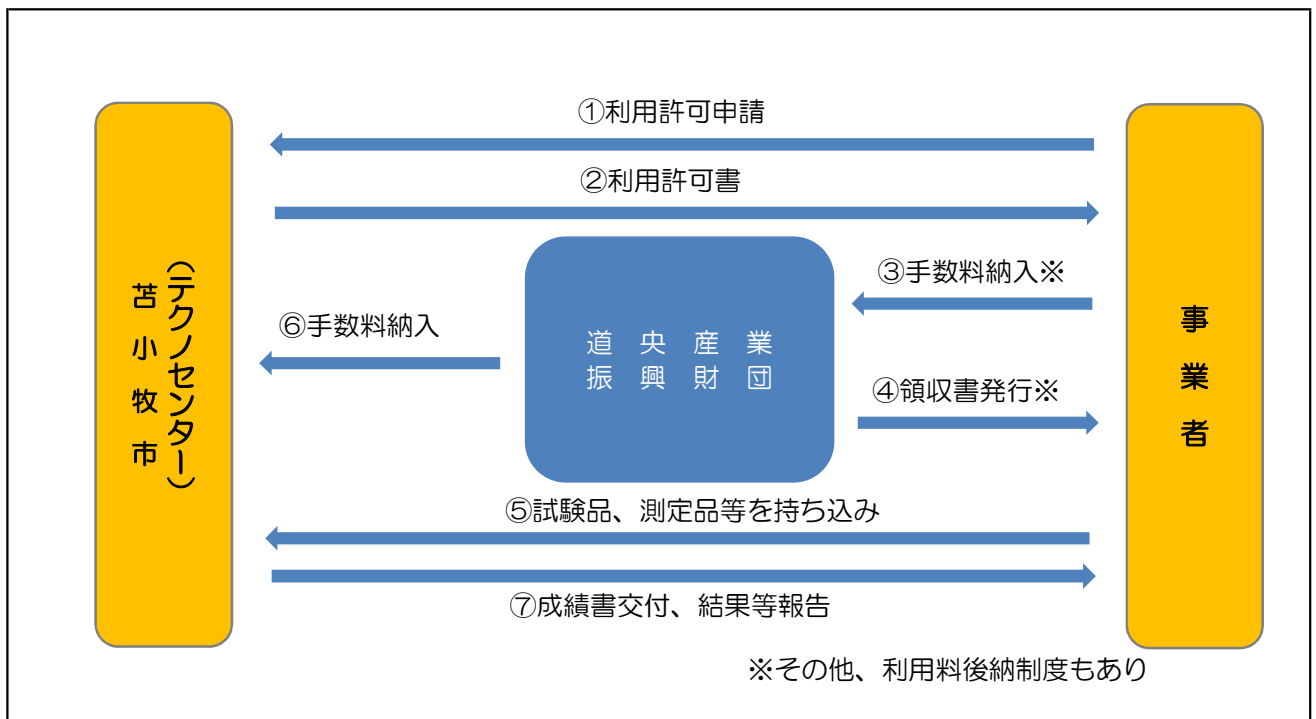 ①利用許可申請
②利用許可書
苫小牧市
（テクノセンター）
道央産業
振興財団
事業者
③手数料納入※
④領収書発行※
⑥手数料納入
⑤試験品、測定品等を持ち込み
⑦成績書交付、結果等報告
※その他、利用料後納制度もあり